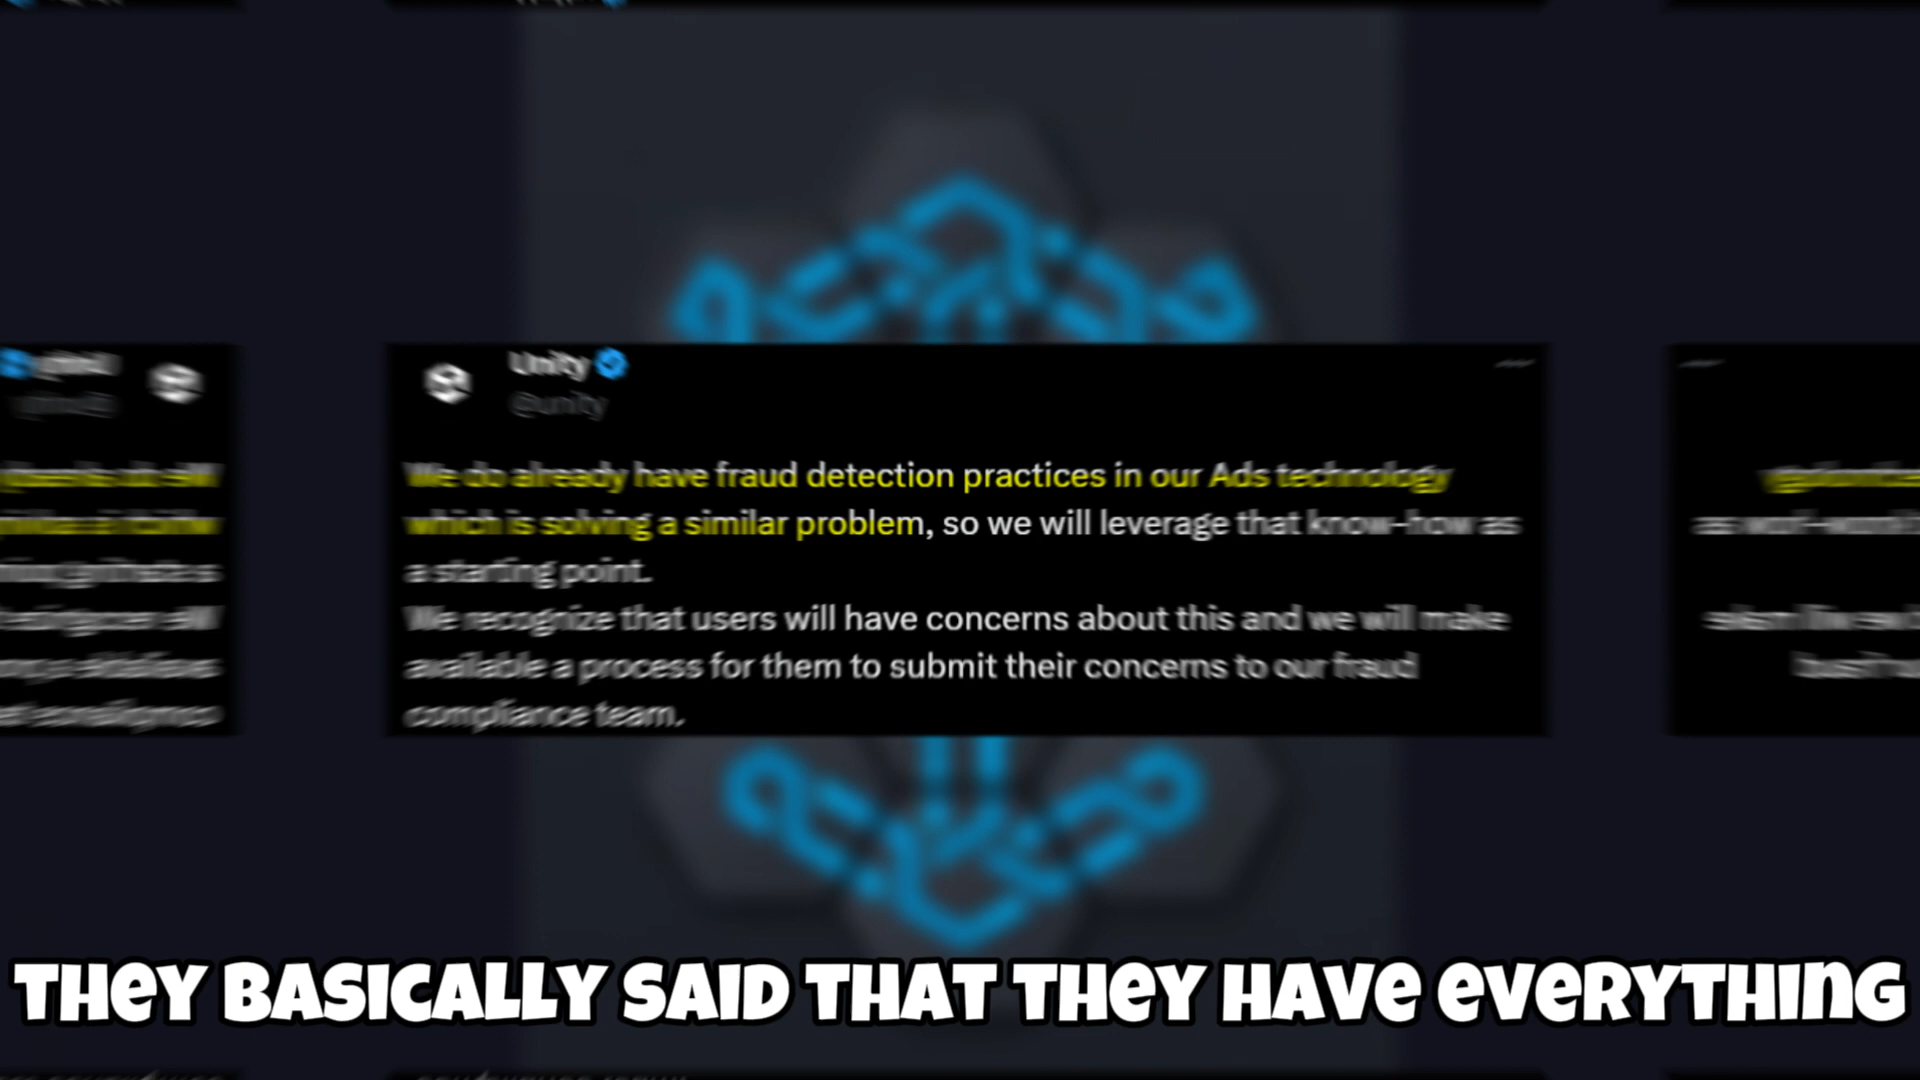 Unity
@unity
We do already have fraud detection practices in our Ads technology
which is solving a similar problem, so we will leverage that know-how as
a starting point.
We recognize that users will have concerns about this and we will make
available a process for them to submit their concerns to our fraud
compliance team.
THEY BASICALLY SAID THAT THEY HAVE EVERYTHING